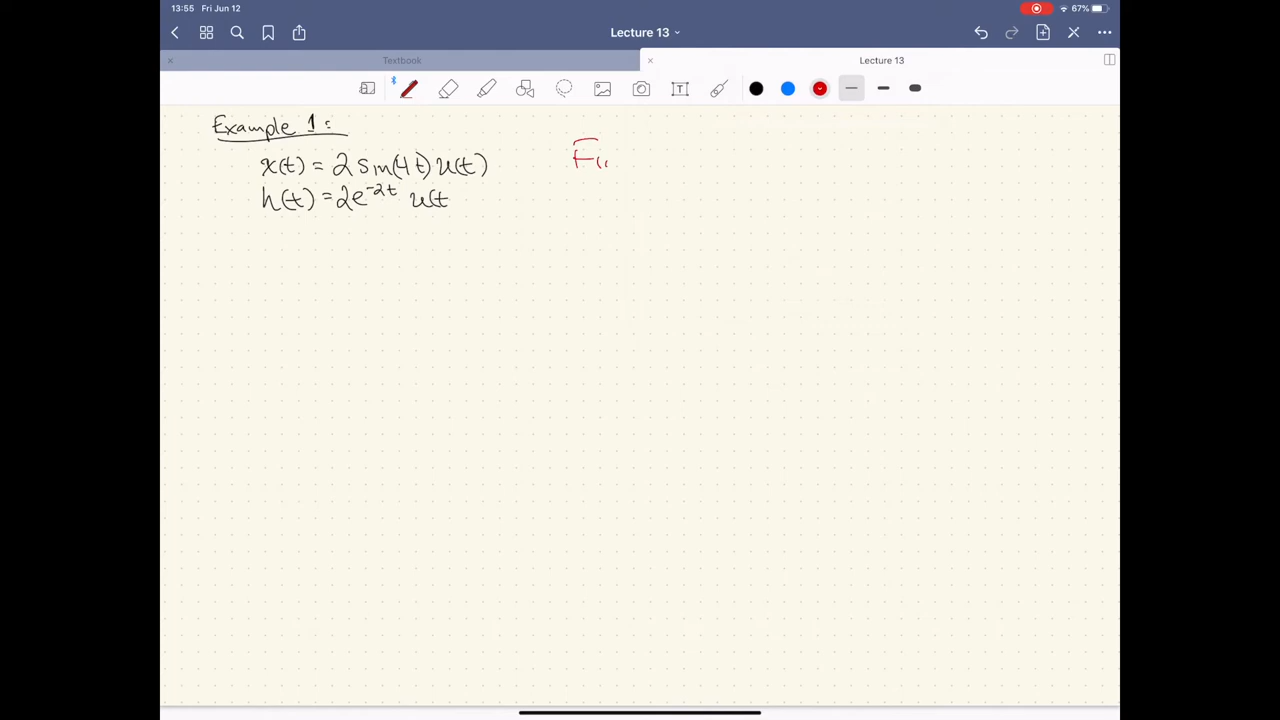 13:55 Fri Jun 12
67%
Lecture 13
Textbook
Lecture 13
Example 1:
x(t) = 2 sin(4t) u(t)
h(t) = 2e^{-2t} u(t